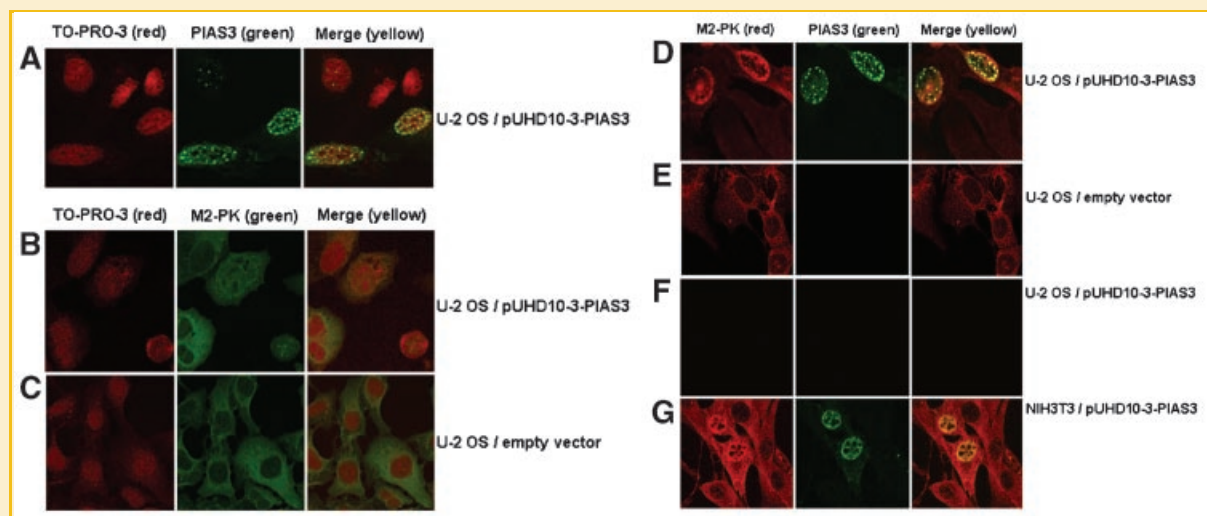 TO-PRO-3 (red) PIAS3 (green) Merge (yellow)
A
U-2 OS / pUHD10-3-PIAS3
TO-PRO-3 (red) M2-PK (green) Merge (yellow)
B
U-2 OS / pUHD10-3-PIAS3
C
U-2 OS / empty vector
M2-PK (red) PIAS3 (green) Merge (yellow)
D
U-2 OS / pUHD10-3-PIAS3
E
U-2 OS / empty vector
F
U-2 OS / pUHD10-3-PIAS3
G
NIH3T3 / pUHD10-3-PIAS3